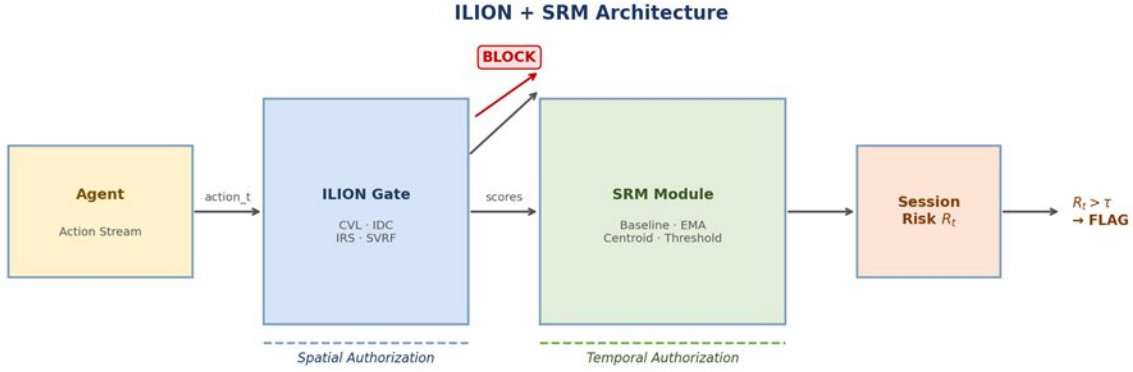 ILION + SRM Architecture
BLOCK
Agent
Action Stream
action_t
ILION Gate
CVL · IDC
IRS · SVRF
scores
SRM Module
Baseline · EMA
Centroid · Threshold
Session
Risk R_t
R_t > τ
→ FLAG
Spatial Authorization
Temporal Authorization